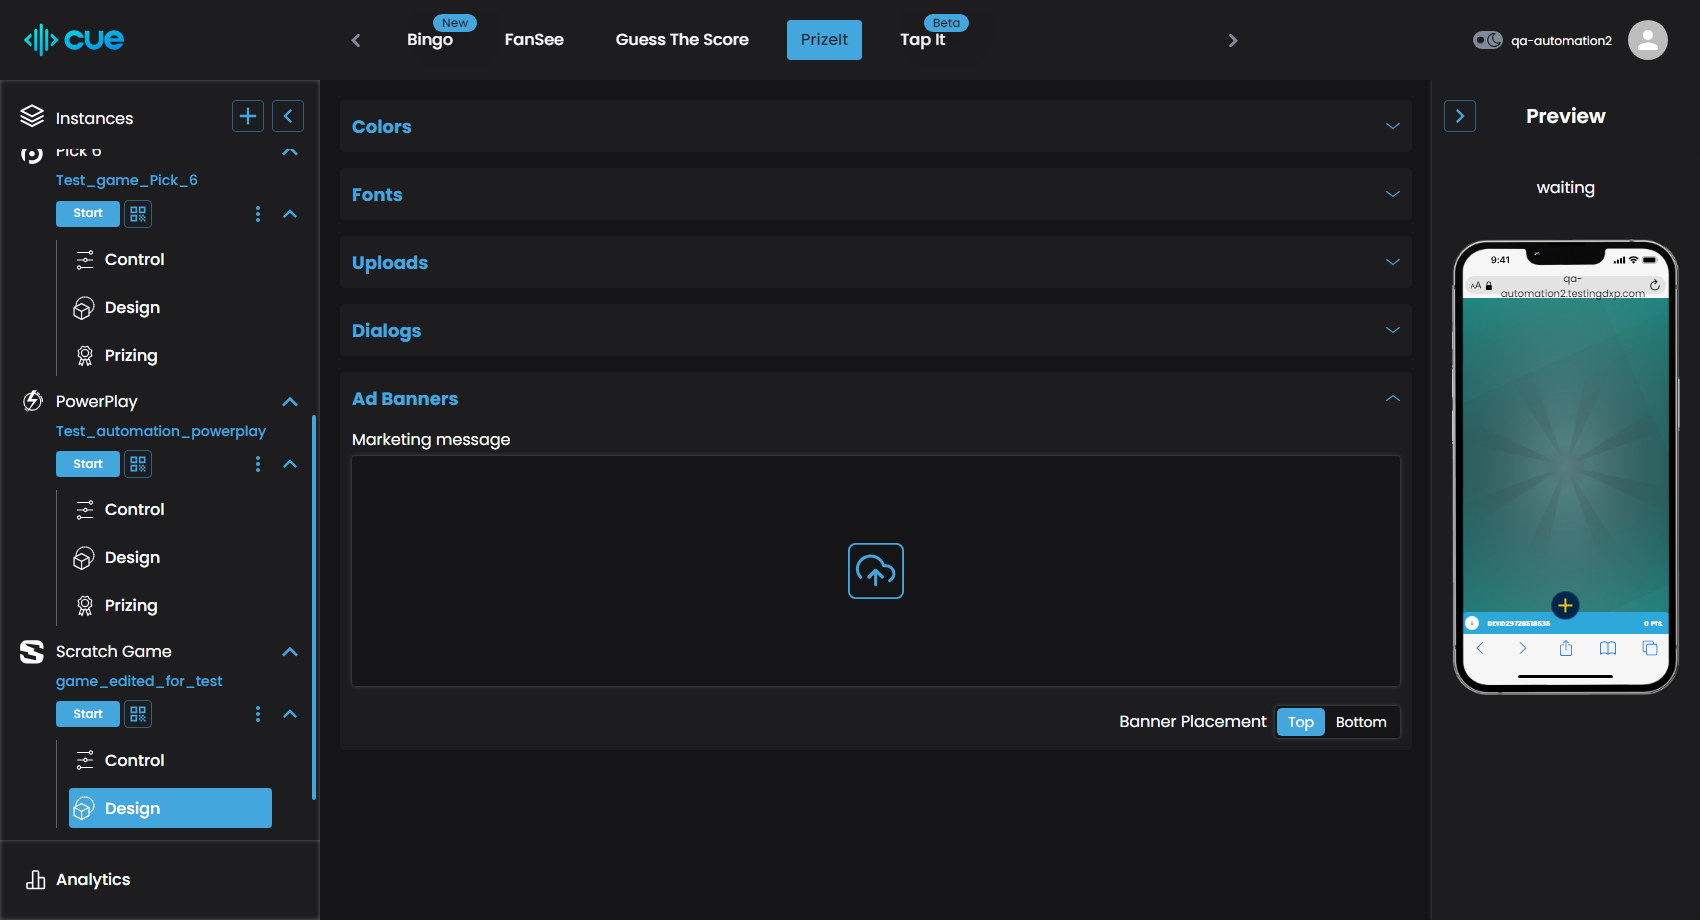 cue
New
Bingo
FanSee
Guess The Score
PrizeIt
Beta
Tap It
qa-automation2
Instances
Pick 6
Test_game_Pick_6
Start
Control
Design
Prizing
PowerPlay
Test_automation_powerplay
Start
Control
Design
Prizing
Scratch Game
game_edited_for_test
Start
Control
Design
Analytics
Colors
Fonts
Uploads
Dialogs
Ad Banners
Marketing message
Banner Placement
Top
Bottom
Preview
waiting
9:41
AA
qa-
automation2.testingdxp.com
0 PTS.